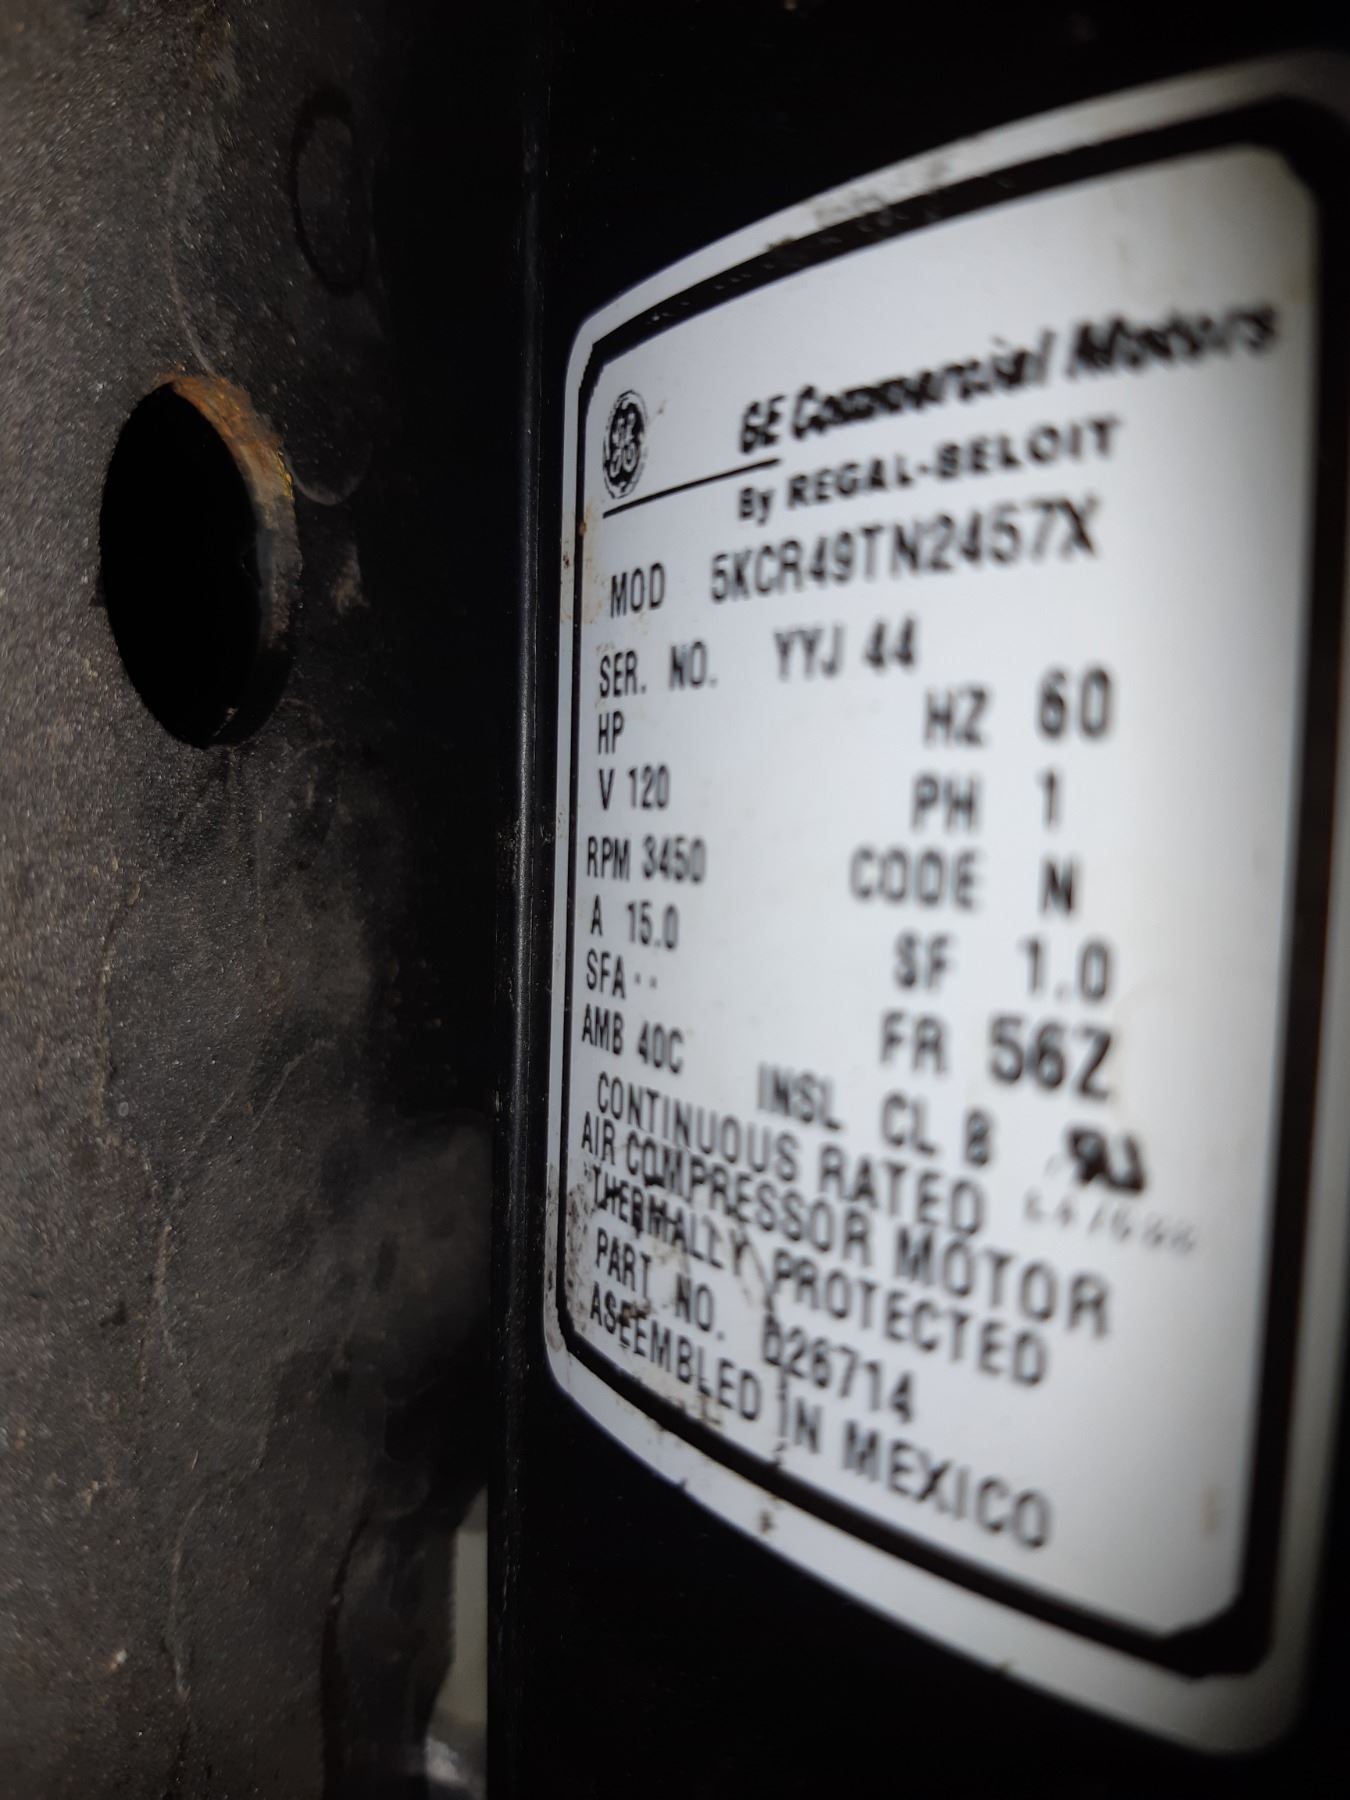 GE
GE Commercial Motors
By REGAL-BELOIT
MOD 5KCR49TN2457X
SER. NO. YYJ 44
HP HZ 60
V 120 PH 1
RPM 3450 CODE N
A 15.0 SF 1.0
SFA -- FR 56Z
AMB 40C INSL CL B
CONTINUOUS RATED
AIR COMPRESSOR MOTOR
THERMALLY PROTECTED
PART NO. 026714
ASEEMBLED IN MEXICO